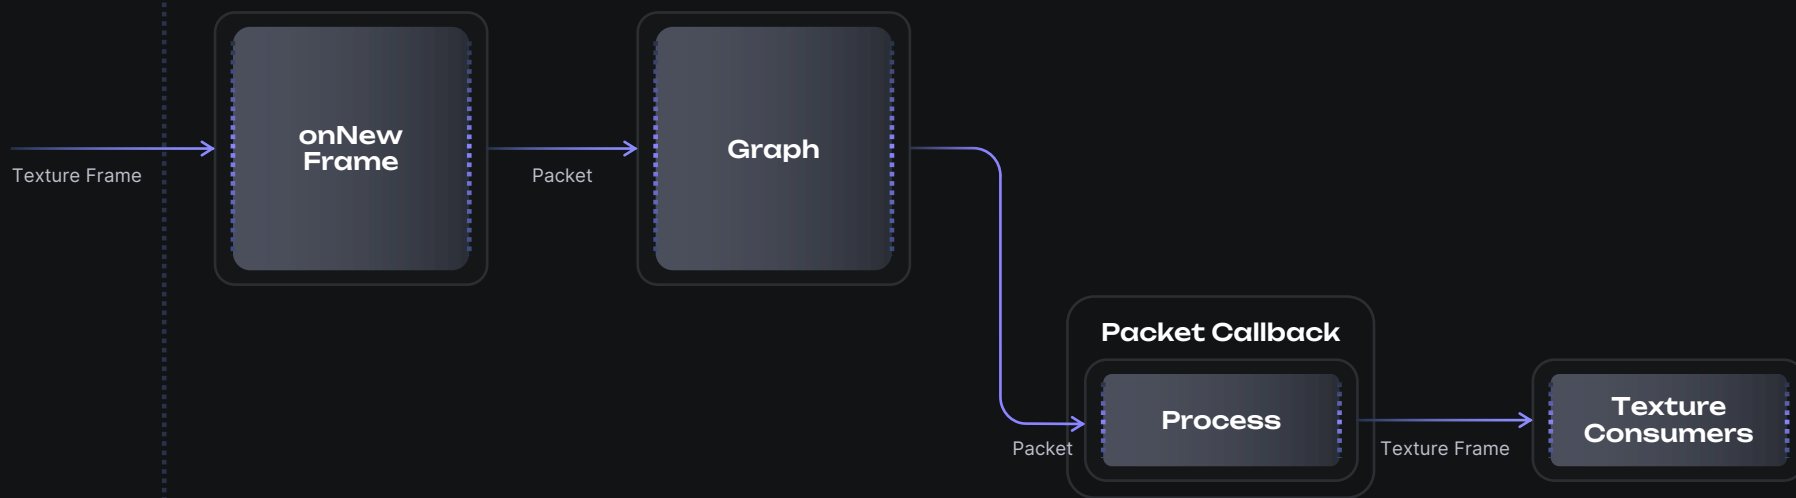 onNew
Frame
Graph
Texture Frame
Packet
Packet Callback
Process
Texture
Consumers
Packet
Texture Frame